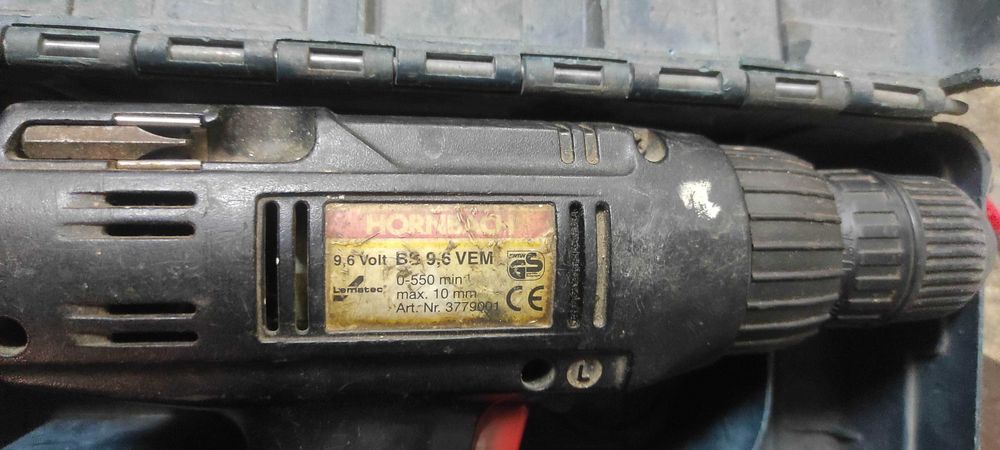 HORNBACH
9,6 Volt BS 9,6 VEM
0-550 min⁻¹
max. 10 mm
Art. Nr. 3779001
Lematec
GS
CE
L